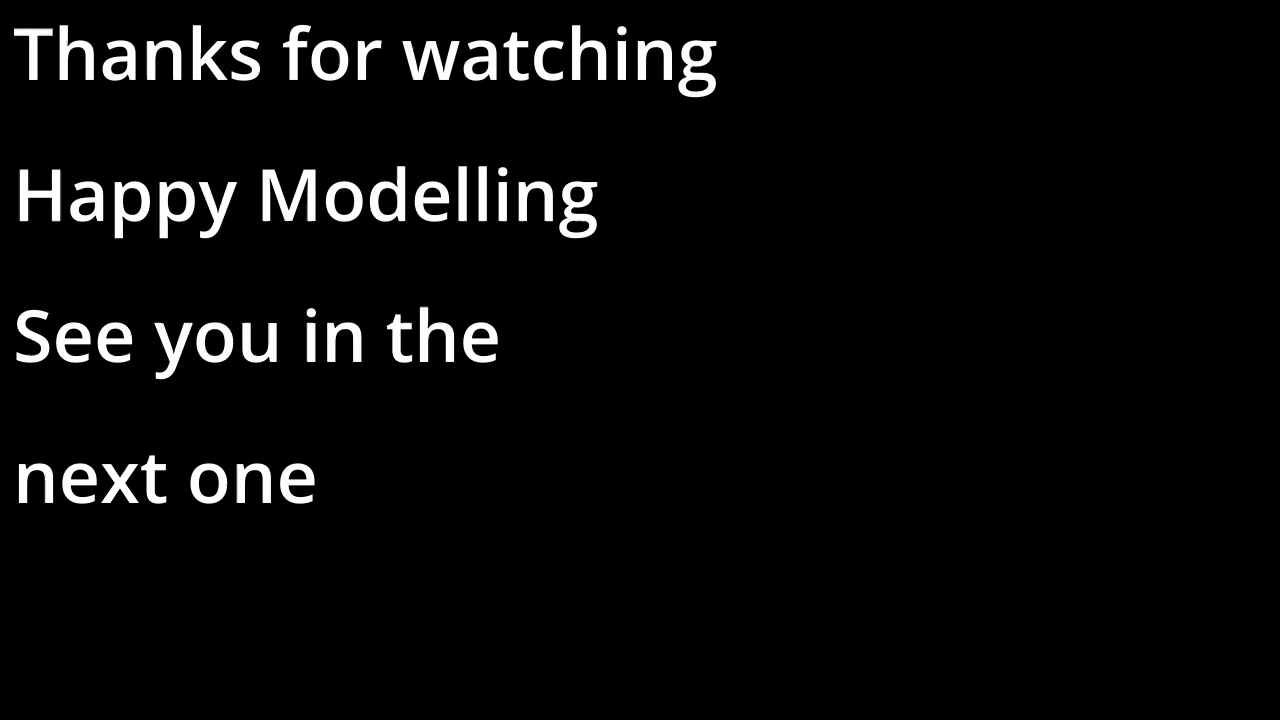 Thanks for watching
Happy Modelling
See you in the
next one